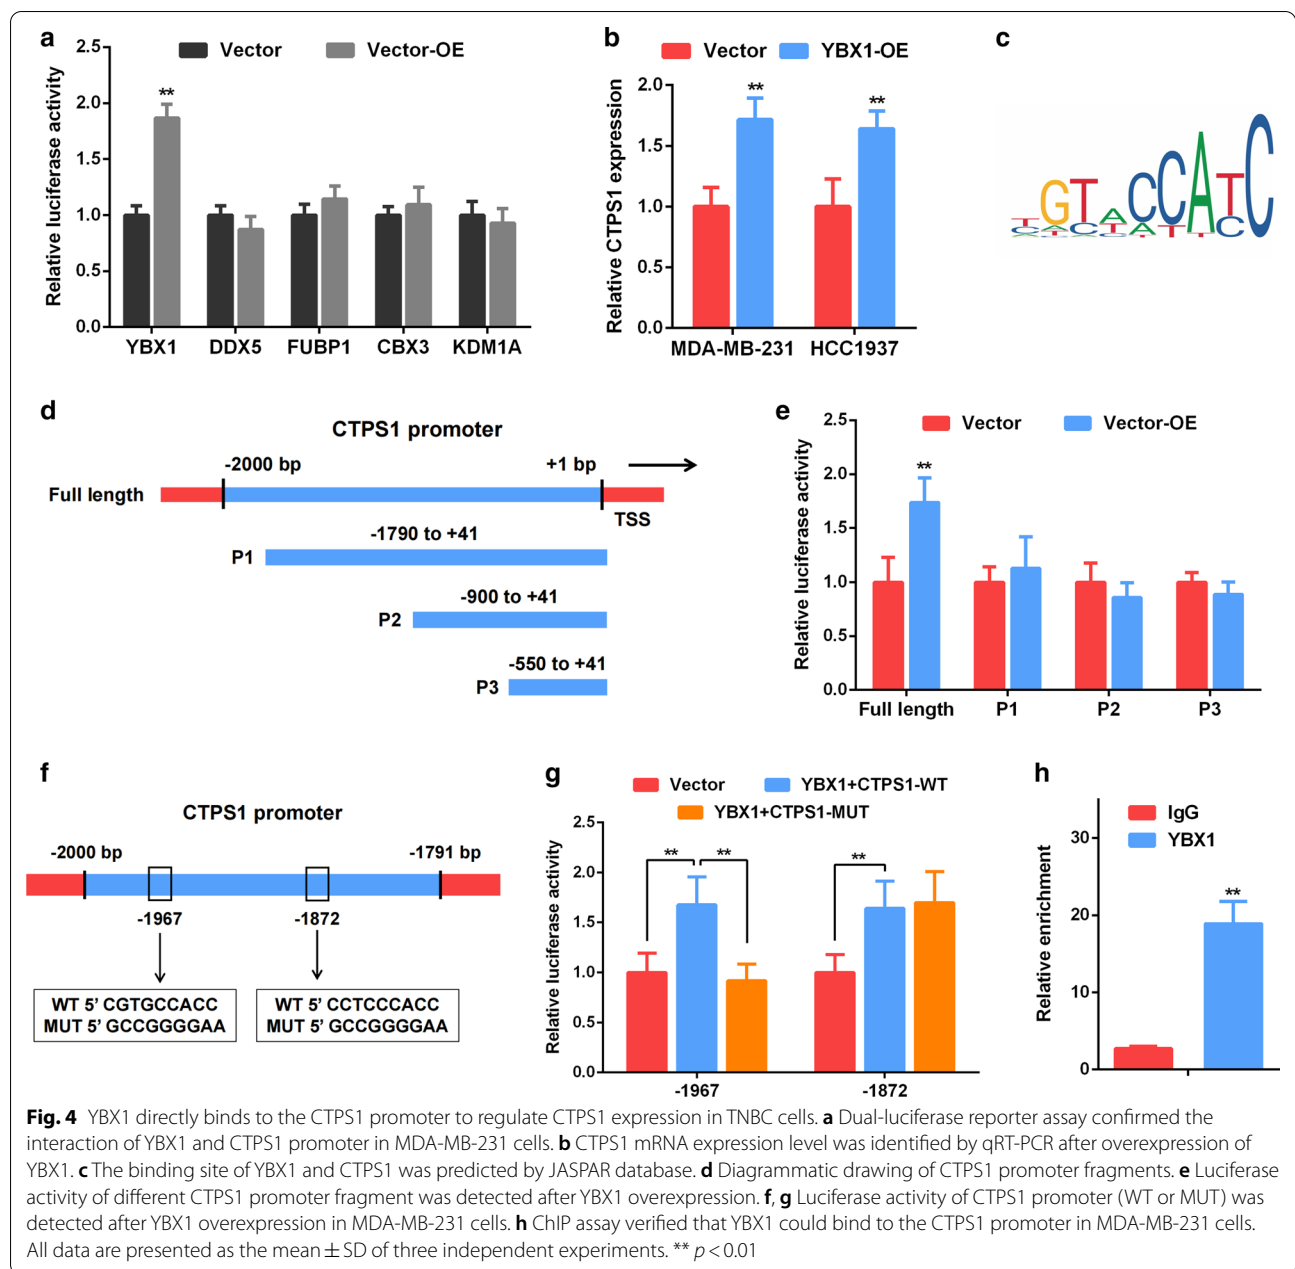 a
Vector
Vector-OE
Relative luciferase activity
2.5
2.0
1.5
1.0
0.5
0.0
**
YBX1
DDX5
FUBP1
CBX3
KDM1A
b
Vector
YBX1-OE
Relative CTPS1 expression
2.0
1.5
1.0
0.5
0.0
**
**
MDA-MB-231
HCC1937
c
d
CTPS1 promoter
-2000 bp
+1 bp
Full length
TSS
-1790 to +41
P1
-900 to +41
P2
-550 to +41
P3
e
Vector
Vector-OE
Relative luciferase activity
2.5
2.0
1.5
1.0
0.5
0.0
**
Full length
P1
P2
P3
f
CTPS1 promoter
-2000 bp
-1791 bp
-1967
-1872
WT 5’ CGTGCCACC
MUT 5’ GCCGGGGAA
WT 5’ CCTCCCACC
MUT 5’ GCCGGGGAA
g
Vector
YBX1+CTPS1-WT
YBX1+CTPS1-MUT
Relative luciferase activity
2.5
2.0
1.5
1.0
0.5
0.0
**
**
**
-1967
-1872
h
IgG
YBX1
Relative enrichment
30
20
10
0
**
Fig. 4 YBX1 directly binds to the CTPS1 promoter to regulate CTPS1 expression in TNBC cells. a Dual-luciferase reporter assay confirmed the
interaction of YBX1 and CTPS1 promoter in MDA-MB-231 cells. b CTPS1 mRNA expression level was identified by qRT-PCR after overexpression of
YBX1. c The binding site of YBX1 and CTPS1 was predicted by JASPAR database. d Diagrammatic drawing of CTPS1 promoter fragments. e Luciferase
activity of different CTPS1 promoter fragment was detected after YBX1 overexpression. f, g Luciferase activity of CTPS1 promoter (WT or MUT) was
detected after YBX1 overexpression in MDA-MB-231 cells. h ChIP assay verified that YBX1 could bind to the CTPS1 promoter in MDA-MB-231 cells.
All data are presented as the mean ± SD of three independent experiments. ** p < 0.01